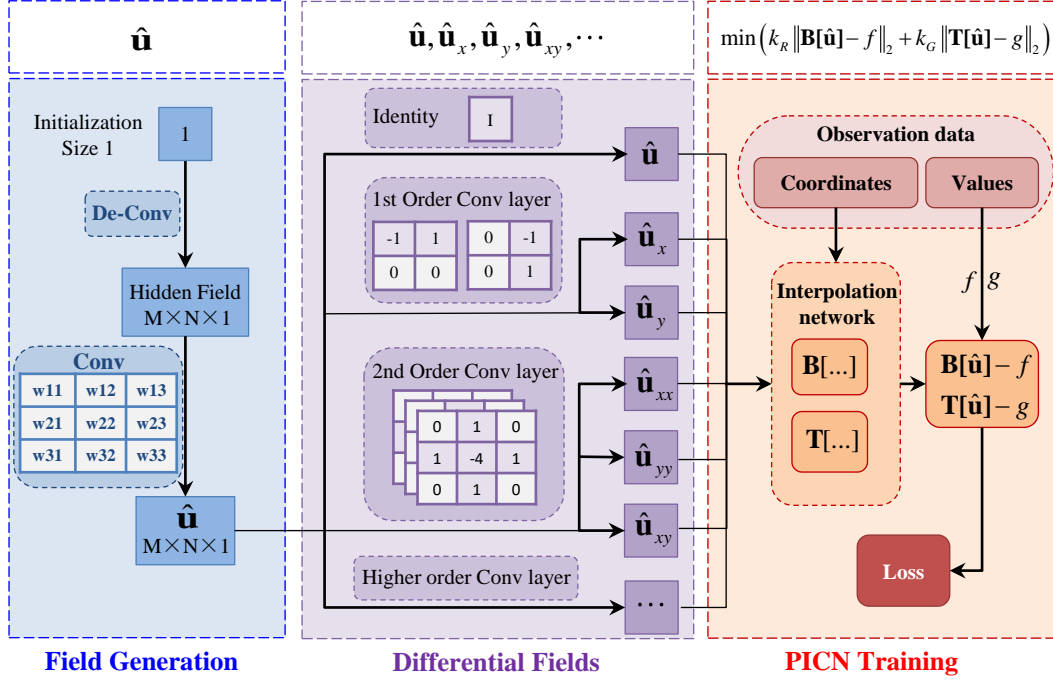 û
Initialization
Size 1
1
De-Conv
Hidden Field
M×N×1
Conv
w11 w12 w13
w21 w22 w23
w31 w32 w33
û
M×N×1
Field Generation
û, û_x, û_y, û_xy, ⋯
Identity
I
û
1st Order Conv layer
-1 1
0 0
0 -1
0 1
û_x
û_y
2nd Order Conv layer
0 1 0
1 -4 1
0 1 0
û_xx
û_yy
û_xy
Higher order Conv layer
⋯
Differential Fields
min(k_R‖B[û]−f‖_2+k_G‖T[û]−g‖_2)
Observation data
Coordinates
Values
f g
Interpolation
network
B[...]
T[...]
B[û]−f
T[û]−g
Loss
PICN Training